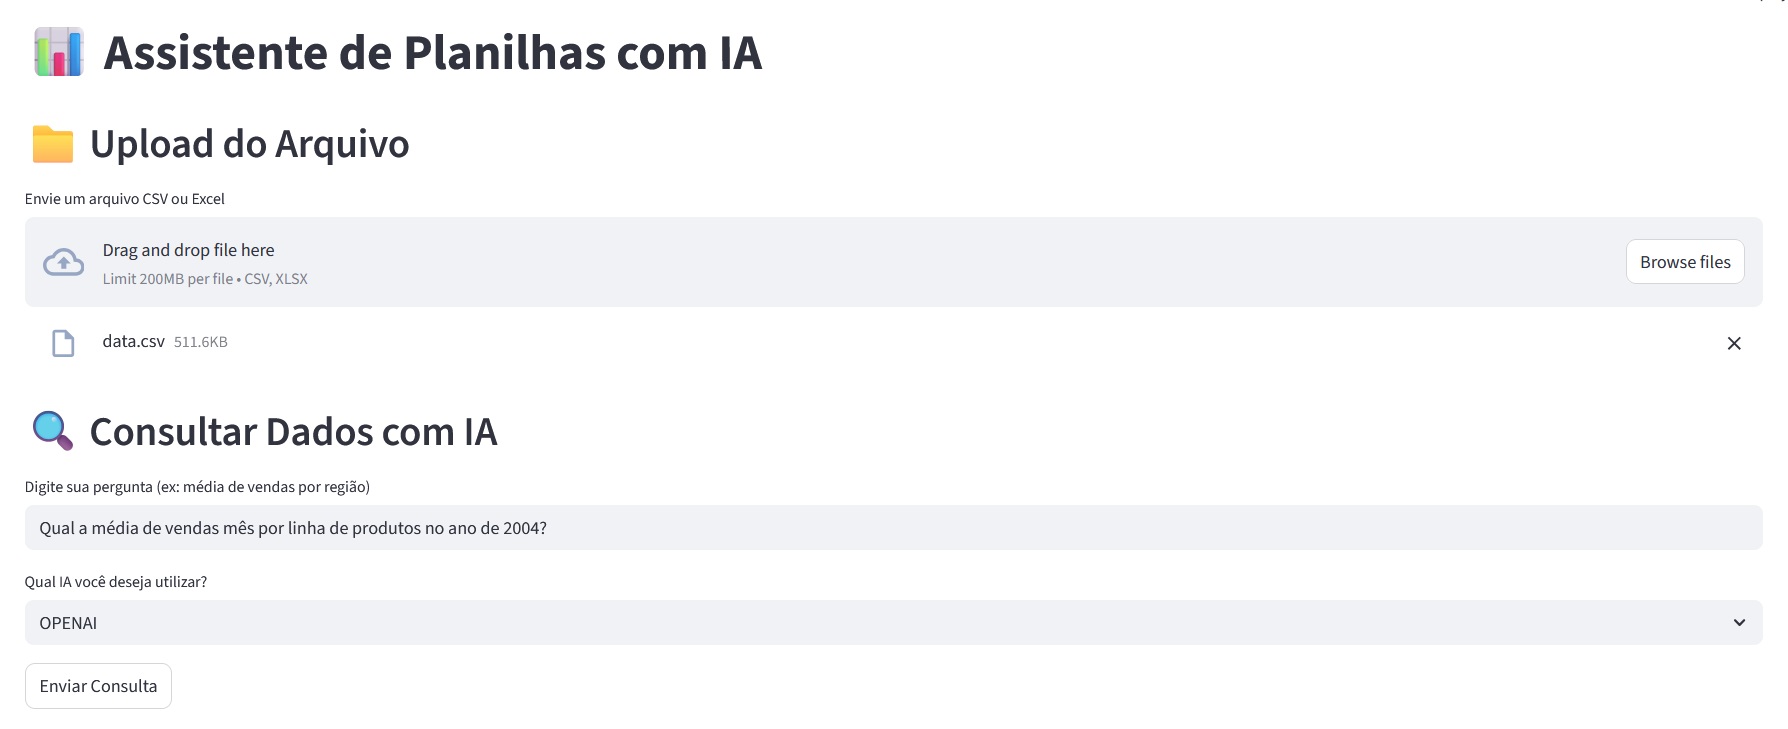 Assistente de Planilhas com IA
Upload do Arquivo
Envie um arquivo CSV ou Excel
Drag and drop file here
Limit 200MB per file • CSV, XLSX
Browse files
data.csv 511.6KB
Consultar Dados com IA
Digite sua pergunta (ex: média de vendas por região)
Qual a média de vendas mês por linha de produtos no ano de 2004?
Qual IA você deseja utilizar?
OPENAI
Enviar Consulta